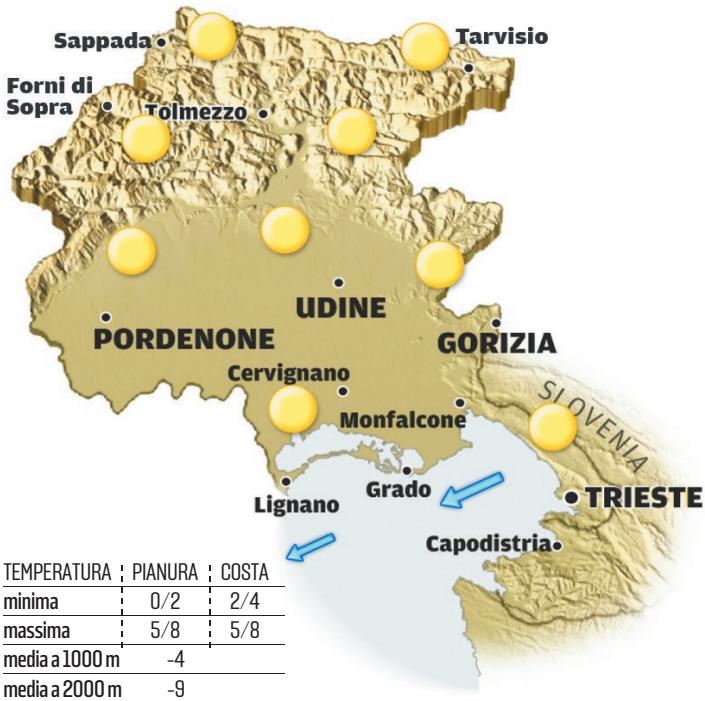 Sappada
Tarvisio
Forni di
Sopra
Tolmezzo
UDINE
PORDENONE
GORIZIA
Cervignano
SLOVENIA
Monfalcone
Grado
Lignano
TRIESTE
Capodistria
TEMPERATURA PIANURA COSTA
minima 0/2 2/4
massima 5/8 5/8
media a 1000 m -4
media a 2000 m -9